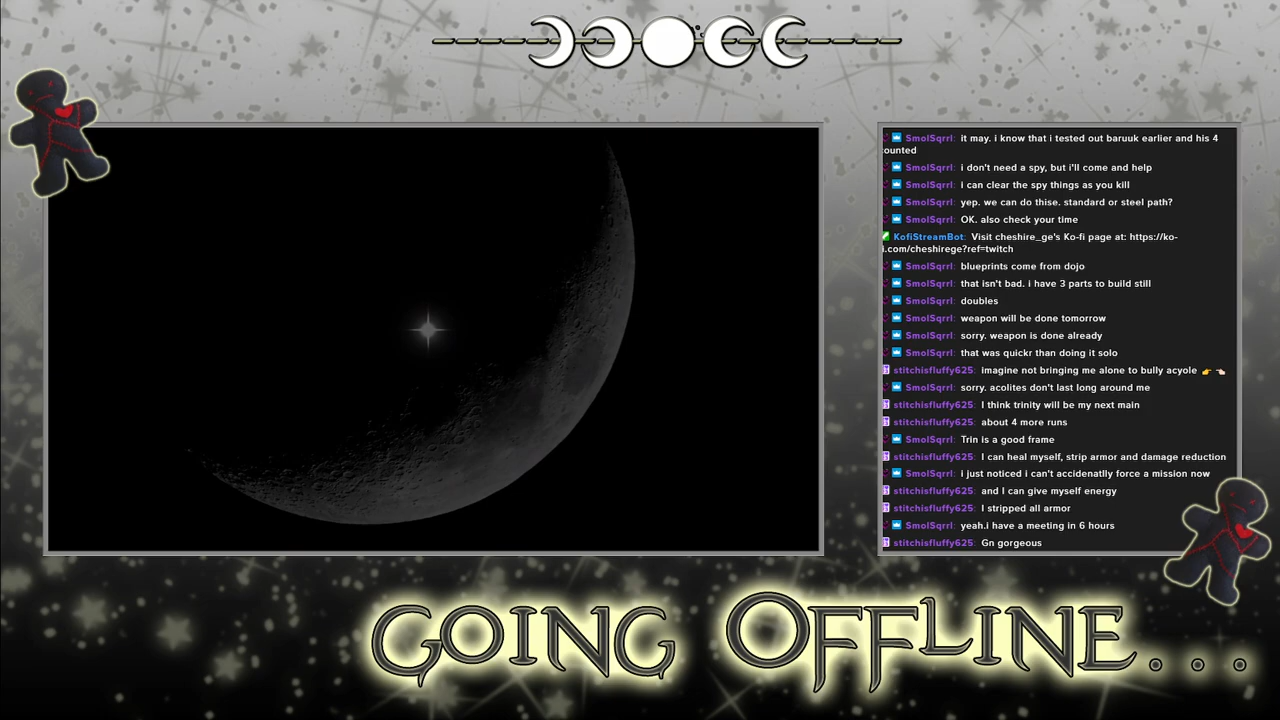 SmolSqrrl: it may. i know that i tested out baruuk earlier and his 4
ounted
SmolSqrrl: i don't need a spy, but i'll come and help
SmolSqrrl: i can clear the spy things as you kill
SmolSqrrl: yep. we can do thise. standard or steel path?
SmolSqrrl: OK. also check your time
KofiStreamBot: Visit cheshire_ge's Ko-fi page at: https://ko-
i.com/cheshirege?ref=twitch
SmolSqrrl: blueprints come from dojo
SmolSqrrl: that isn't bad. i have 3 parts to build still
SmolSqrrl: doubles
SmolSqrrl: weapon will be done tomorrow
SmolSqrrl: sorry. weapon is done already
SmolSqrrl: that was quickr than doing it solo
stitchisfluffy625: imagine not bringing me alone to bully acyole 👉 👈
SmolSqrrl: sorry. acolites don't last long around me
stitchisfluffy625: I think trinity will be my next main
stitchisfluffy625: about 4 more runs
SmolSqrrl: Trin is a good frame
stitchisfluffy625: I can heal myself, strip armor and damage reduction
SmolSqrrl: i just noticed i can't accidenatlly force a mission now
stitchisfluffy625: and I can give myself energy
stitchisfluffy625: I stripped all armor
SmolSqrrl: yeah.i have a meeting in 6 hours
stitchisfluffy625: Gn gorgeous
Going Offline...